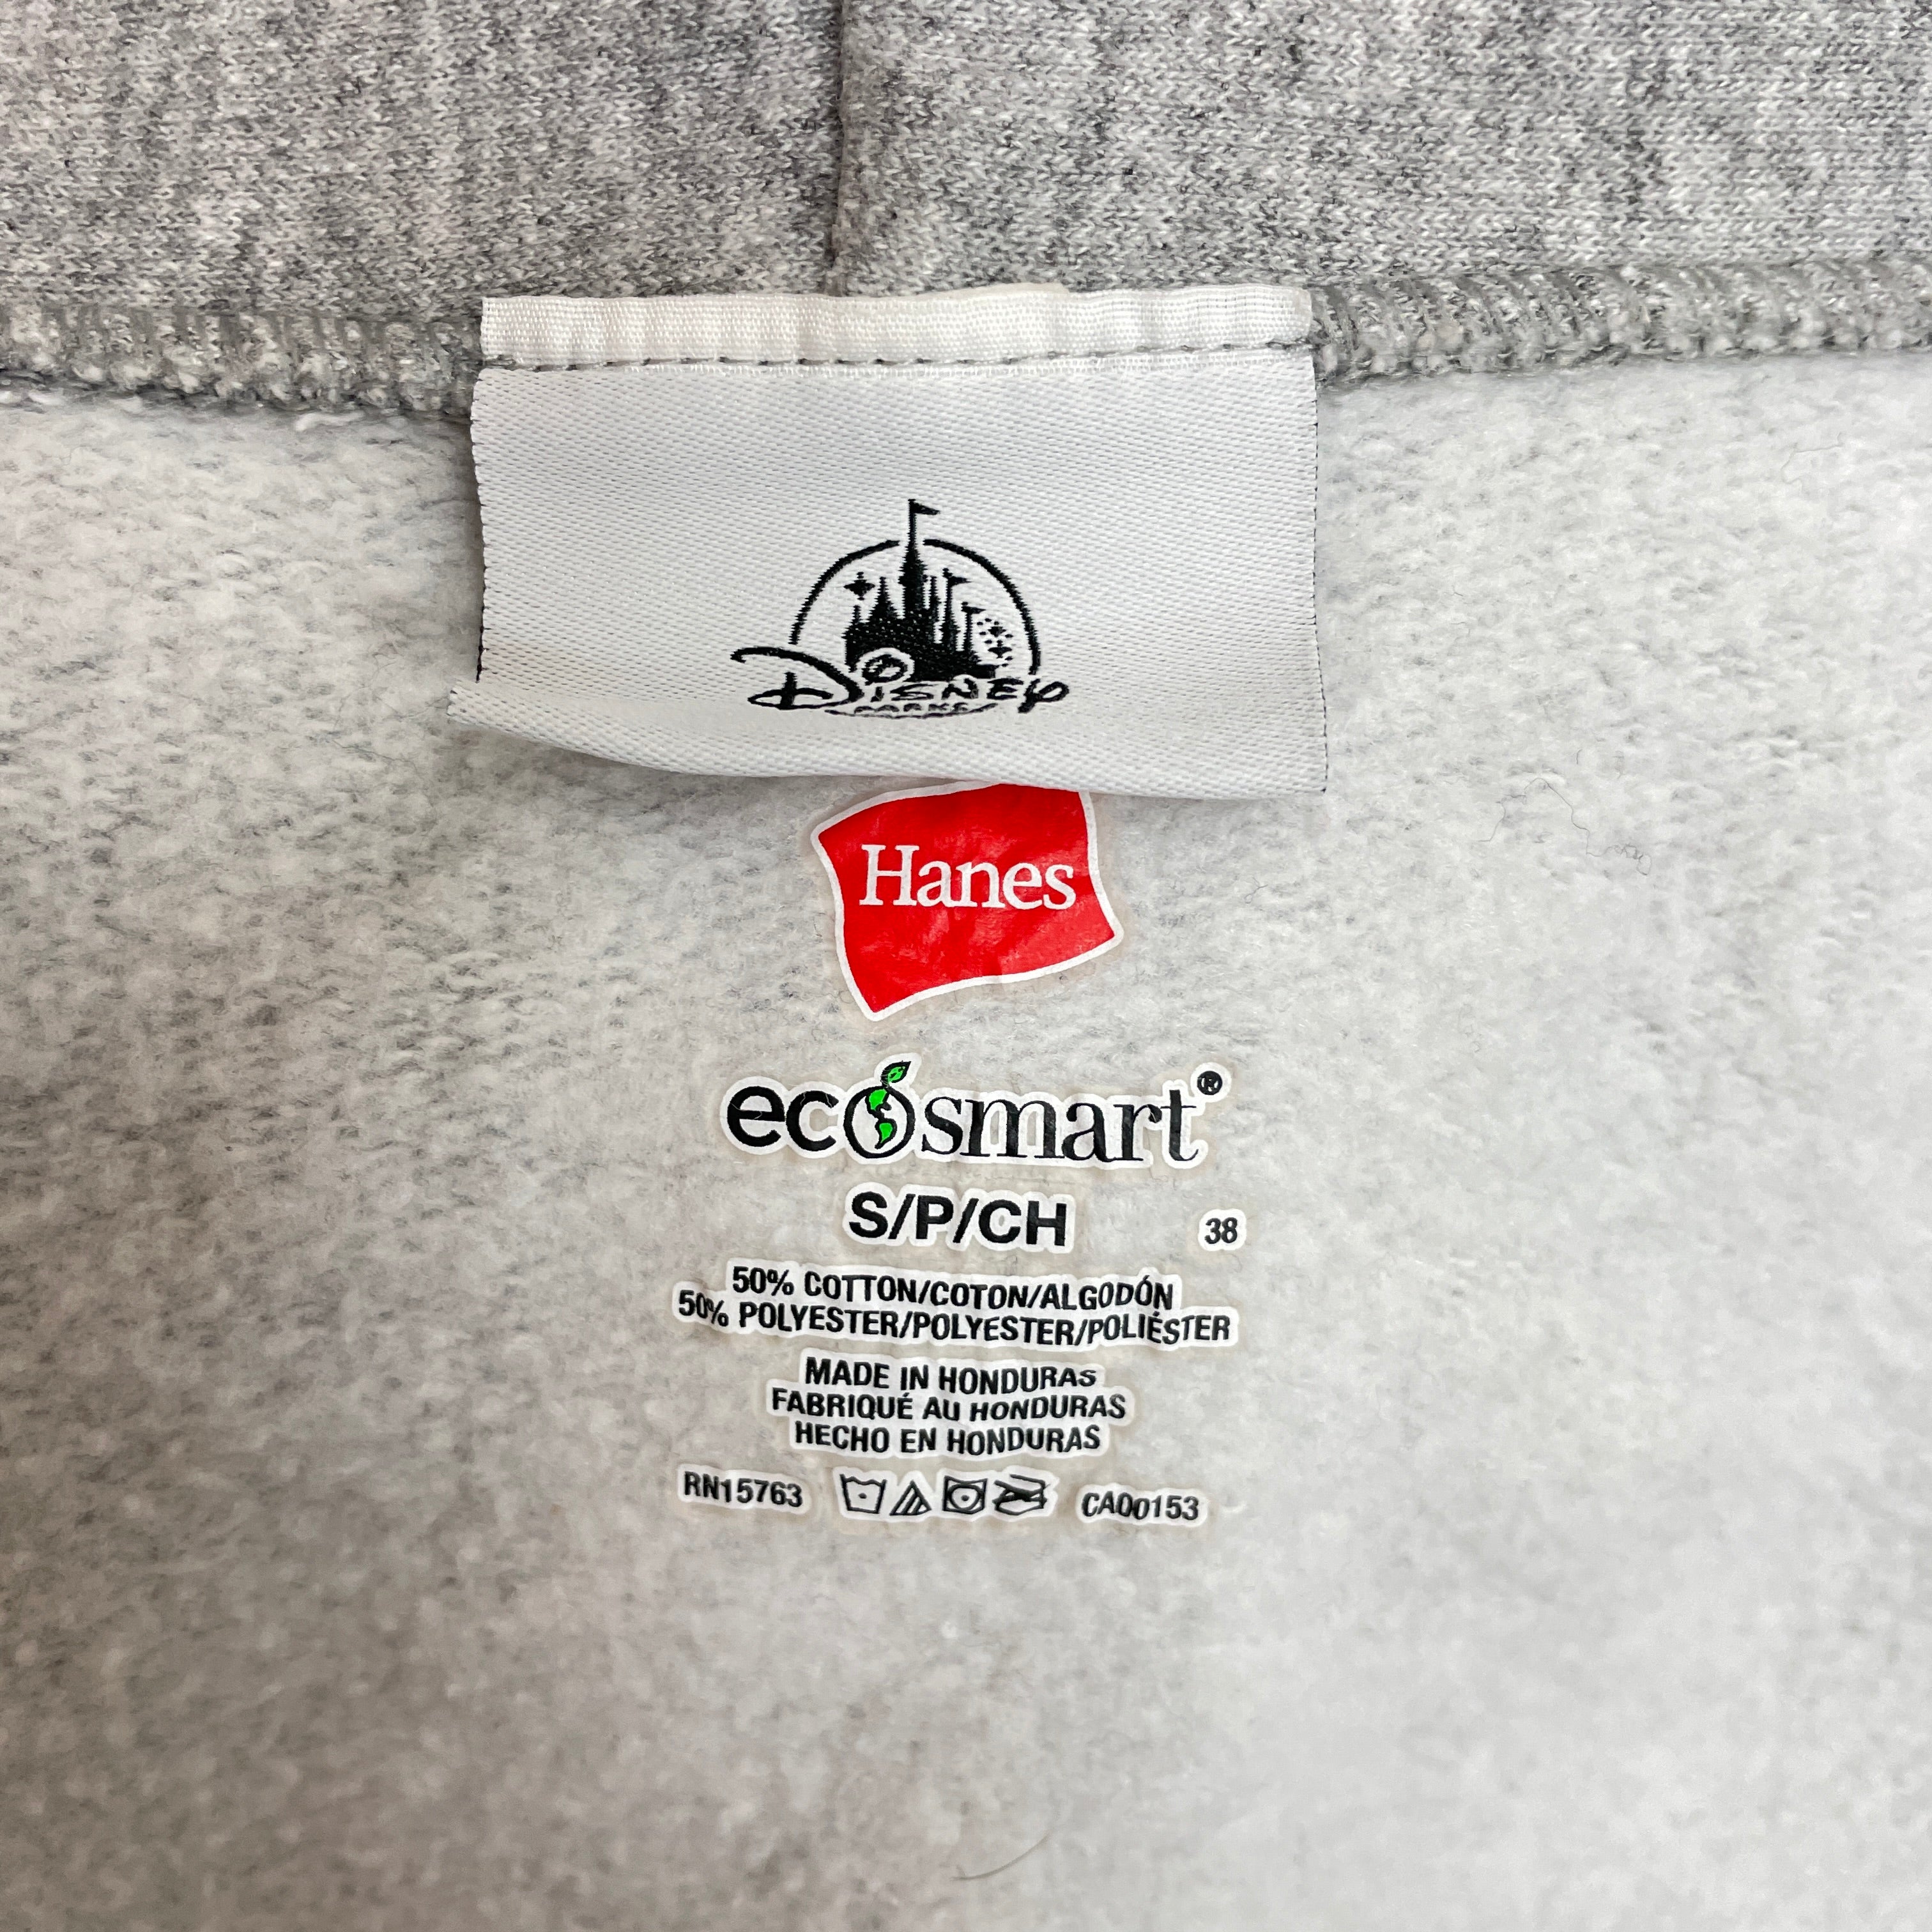 Disney
PARKS
Hanes
ecosmart®
S/P/CH 38
50% COTTON/COTON/ALGODÓN
50% POLYESTER/POLYESTER/POLIÉSTER
MADE IN HONDURAS
FABRIQUÉ AU HONDURAS
HECHO EN HONDURAS
RN15763 CA00153